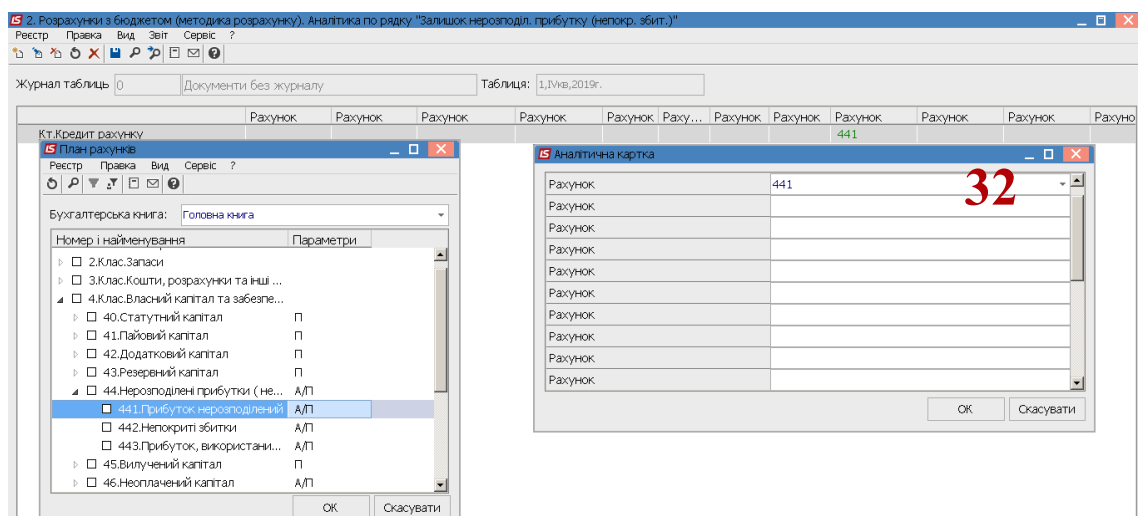 2. Розрахунки з бюджетом (методика розрахунку). Аналітика по рядку "Залишок нерозподіл. прибутку (непокр. збит.)"
Реєстр Правка Вид Звіт Сервіс ?
Журнал таблиць 0 Документи без журналу Таблиця: 1,IVкв,2019г.
Рахунок Рахунок Рахунок Рахунок Рахунок Раху... Рахунок Рахунок Рахунок Рахунок Рахунок Рахуно
Кт.Кредит рахунку 441
План рахунків
Реєстр Правка Вид Сервіс ?
Бухгалтерська книга: Головна книга
Номер і найменування Параметри
2.Клас.Запаси
3.Клас.Кошти, розрахунки та інші ...
4.Клас.Власний капітал та забезпе...
40.Статутний капітал П
41.Пайовий капітал П
42.Додатковий капітал П
43.Резервний капітал П
44.Нерозподілені прибутки ( не... А/П
441.Прибуток нерозподілений А/П
442.Непокриті збитки А/П
443.Прибуток, використани... А/П
45.Вилучений капітал П
46.Неоплачений капітал А/П
ОК Скасувати
Аналітична картка
Рахунок 441
32
Рахунок
Рахунок
Рахунок
Рахунок
Рахунок
Рахунок
Рахунок
Рахунок
Рахунок
ОК Скасувати